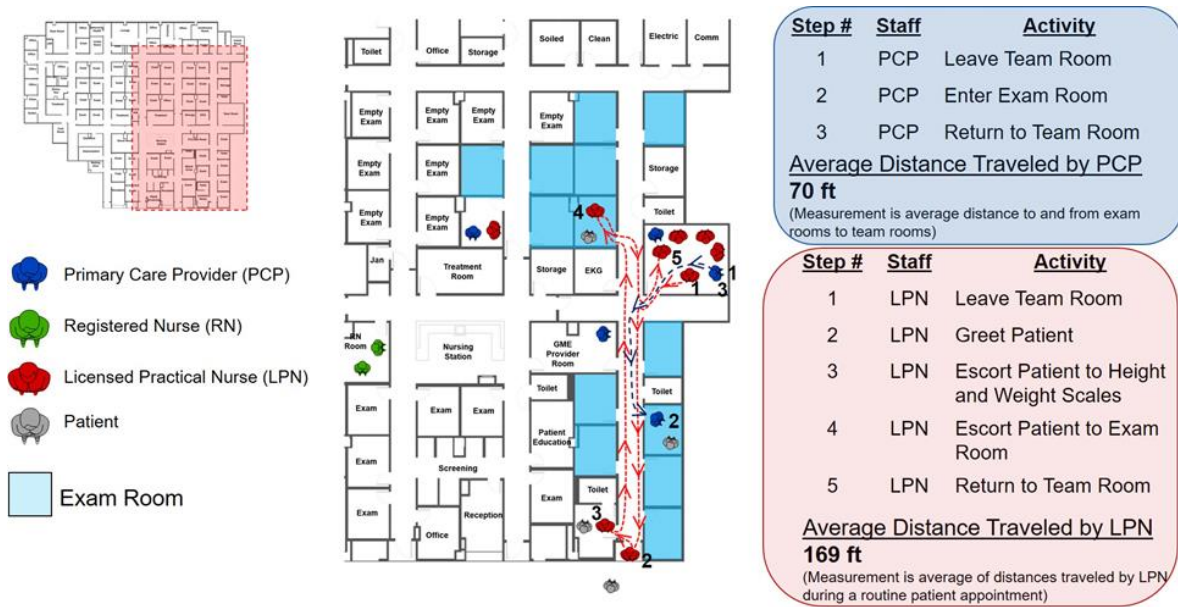 Primary Care Provider (PCP)
Registered Nurse (RN)
Licensed Practical Nurse (LPN)
Patient
Exam Room
Toilet
Office
Storage
Soiled
Clean
Electric
Comm
Empty Exam
Empty Exam
Empty Exam
Empty Exam
Empty Exam
Empty Exam
Storage
Empty Exam
Empty Exam
4
Toilet
Jan
Treatment Room
Storage
EKG
5
1
1
3
RN Room
Nursing Station
GME Provider Room
Toilet
Toilet
2
Exam
Exam
Exam
Patient Education
Exam
Screening
Exam
Toilet
Exam
Reception
Office
3
2
Step # Staff Activity
1 PCP Leave Team Room
2 PCP Enter Exam Room
3 PCP Return to Team Room
Average Distance Traveled by PCP
70 ft
(Measurement is average distance to and from exam
rooms to team rooms)
Step # Staff Activity
1 LPN Leave Team Room
2 LPN Greet Patient
3 LPN Escort Patient to Height
and Weight Scales
4 LPN Escort Patient to Exam
Room
5 LPN Return to Team Room
Average Distance Traveled by LPN
169 ft
(Measurement is average of distances traveled by LPN
during a routine patient appointment)